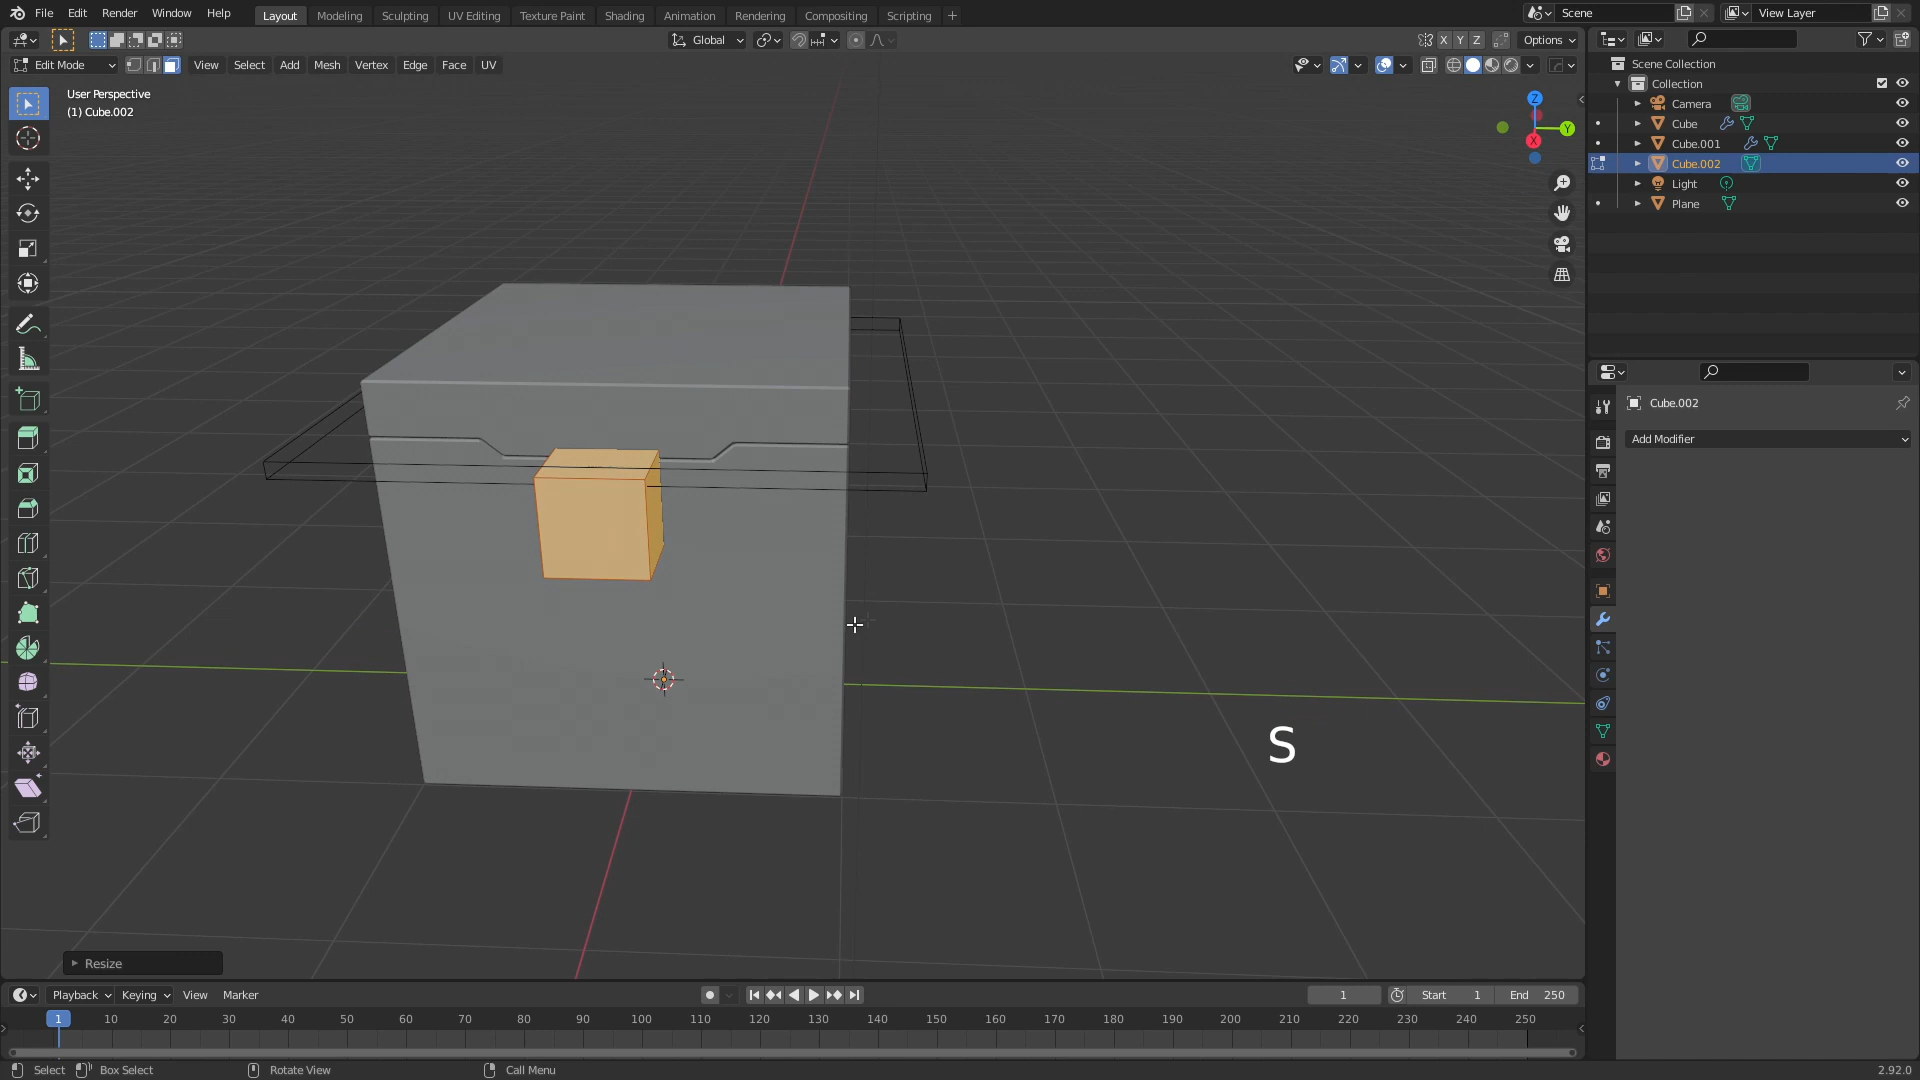 File Edit Render Window Help
Layout Modeling Sculpting UV Editing Texture Paint Shading Animation Rendering Compositing Scripting +
Scene
View Layer
Global
X Y Z
Options
Edit Mode
View Select Add Mesh Vertex Edge Face UV
User Perspective
(1) Cube.002
Z
Y
X
Scene Collection
Collection
Camera
Cube
Cube.001
Cube.002
Light
Plane
Cube.002
Add Modifier
S
Resize
Playback Keying View Marker
1
Start 1
End 250
1 10 20 30 40 50 60 70 80 90 100 110 120 130 140 150 160 170 180 190 200 210 220 230 240 250
Select Box Select Rotate View Call Menu
2.92.0